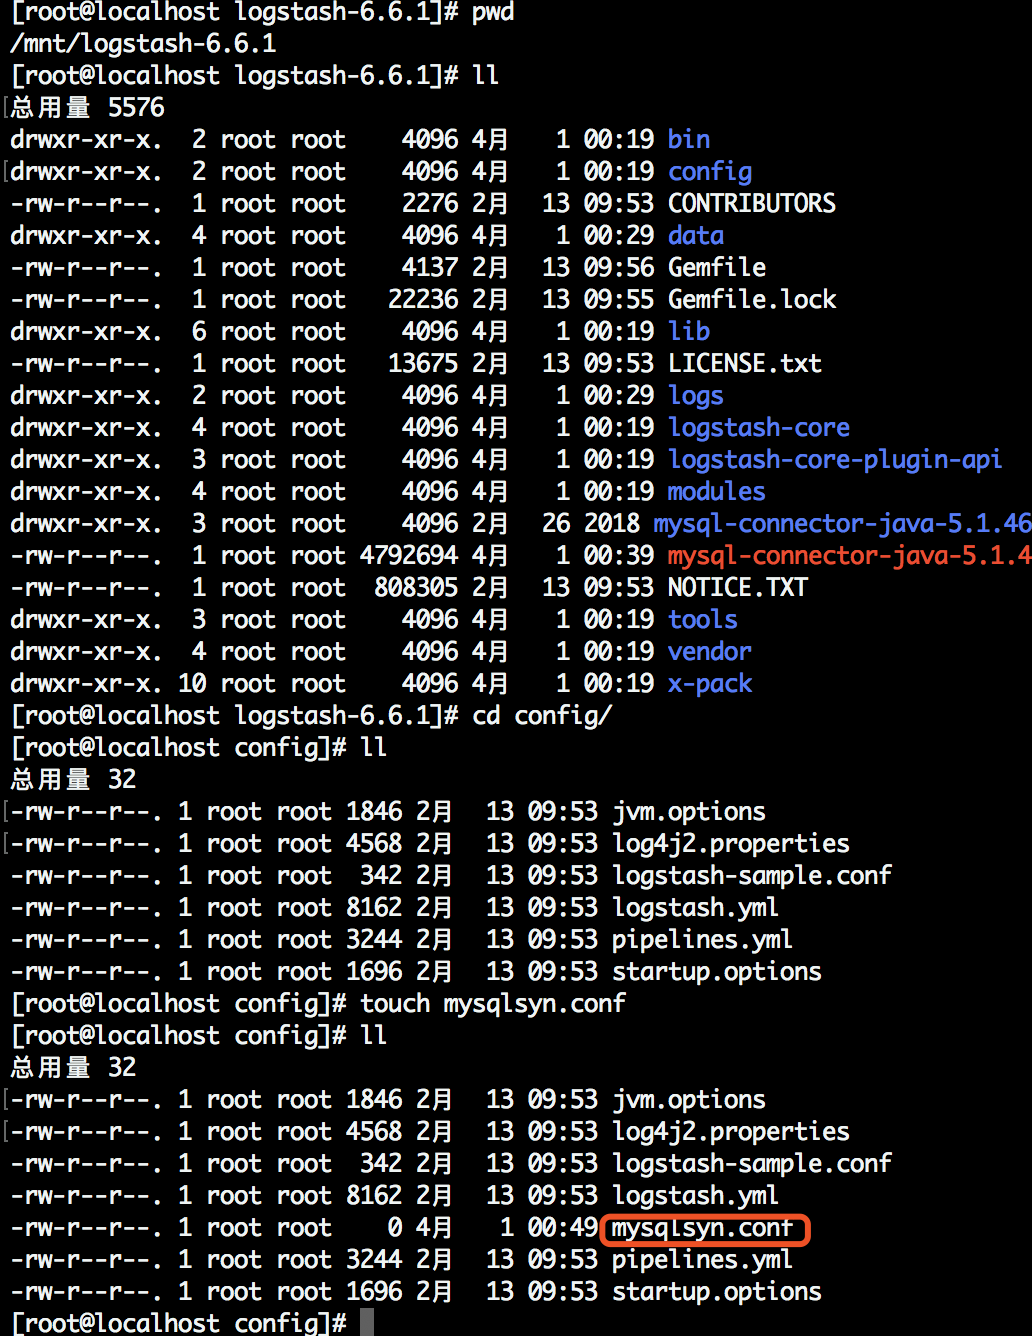 [root@localhost logstash-6.6.1]# pwd
/mnt/logstash-6.6.1
[root@localhost logstash-6.6.1]# ll
总用量 5576
drwxr-xr-x.  2 root root    4096 4月   1 00:19 bin
drwxr-xr-x.  2 root root    4096 4月   1 00:19 config
-rw-r--r--.  1 root root    2276 2月  13 09:53 CONTRIBUTORS
drwxr-xr-x.  4 root root    4096 4月   1 00:29 data
-rw-r--r--.  1 root root    4137 2月  13 09:56 Gemfile
-rw-r--r--.  1 root root   22236 2月  13 09:55 Gemfile.lock
drwxr-xr-x.  6 root root    4096 4月   1 00:19 lib
-rw-r--r--.  1 root root   13675 2月  13 09:53 LICENSE.txt
drwxr-xr-x.  2 root root    4096 4月   1 00:29 logs
drwxr-xr-x.  4 root root    4096 4月   1 00:19 logstash-core
drwxr-xr-x.  3 root root    4096 4月   1 00:19 logstash-core-plugin-api
drwxr-xr-x.  4 root root    4096 4月   1 00:19 modules
drwxr-xr-x.  3 root root    4096 2月  26 2018 mysql-connector-java-5.1.46
-rw-r--r--.  1 root root 4792694 4月   1 00:39 mysql-connector-java-5.1.4
-rw-r--r--.  1 root root  808305 2月  13 09:53 NOTICE.TXT
drwxr-xr-x.  3 root root    4096 4月   1 00:19 tools
drwxr-xr-x.  4 root root    4096 4月   1 00:19 vendor
drwxr-xr-x. 10 root root    4096 4月   1 00:19 x-pack
[root@localhost logstash-6.6.1]# cd config/
[root@localhost config]# ll
总用量 32
-rw-r--r--. 1 root root 1846 2月  13 09:53 jvm.options
-rw-r--r--. 1 root root 4568 2月  13 09:53 log4j2.properties
-rw-r--r--. 1 root root  342 2月  13 09:53 logstash-sample.conf
-rw-r--r--. 1 root root 8162 2月  13 09:53 logstash.yml
-rw-r--r--. 1 root root 3244 2月  13 09:53 pipelines.yml
-rw-r--r--. 1 root root 1696 2月  13 09:53 startup.options
[root@localhost config]# touch mysqlsyn.conf
[root@localhost config]# ll
总用量 32
-rw-r--r--. 1 root root 1846 2月  13 09:53 jvm.options
-rw-r--r--. 1 root root 4568 2月  13 09:53 log4j2.properties
-rw-r--r--. 1 root root  342 2月  13 09:53 logstash-sample.conf
-rw-r--r--. 1 root root 8162 2月  13 09:53 logstash.yml
-rw-r--r--. 1 root root    0 4月   1 00:49 mysqlsyn.conf
-rw-r--r--. 1 root root 3244 2月  13 09:53 pipelines.yml
-rw-r--r--. 1 root root 1696 2月  13 09:53 startup.options
[root@localhost config]#